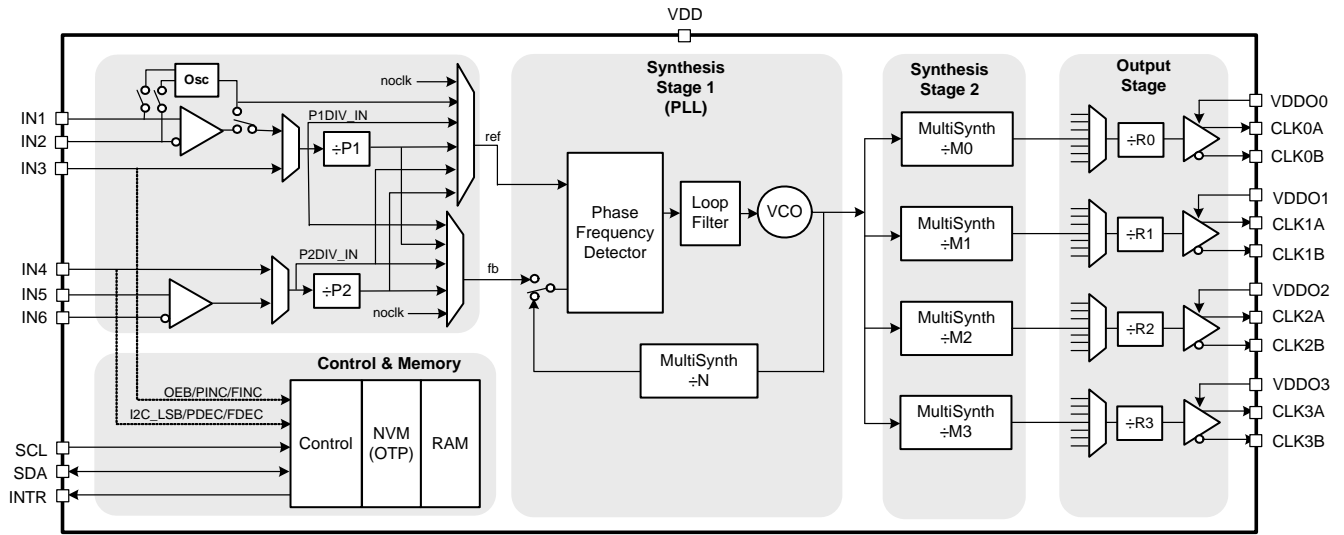 VDD
Synthesis
Stage 1
(PLL)
Synthesis
Stage 2
Output
Stage
Osc
noclk
IN1
IN2
IN3
P1DIV_IN
÷P1
ref
IN4
IN5
IN6
P2DIV_IN
÷P2
fb
noclk
Phase
Frequency
Detector
Loop
Filter
VCO
MultiSynth
÷N
MultiSynth
÷M0
MultiSynth
÷M1
MultiSynth
÷M2
MultiSynth
÷M3
÷R0
÷R1
÷R2
÷R3
VDDO0
CLK0A
CLK0B
VDDO1
CLK1A
CLK1B
VDDO2
CLK2A
CLK2B
VDDO3
CLK3A
CLK3B
Control & Memory
OEB/PINC/FINC
I2C_LSB/PDEC/FDEC
Control
NVM
(OTP)
RAM
SCL
SDA
INTR